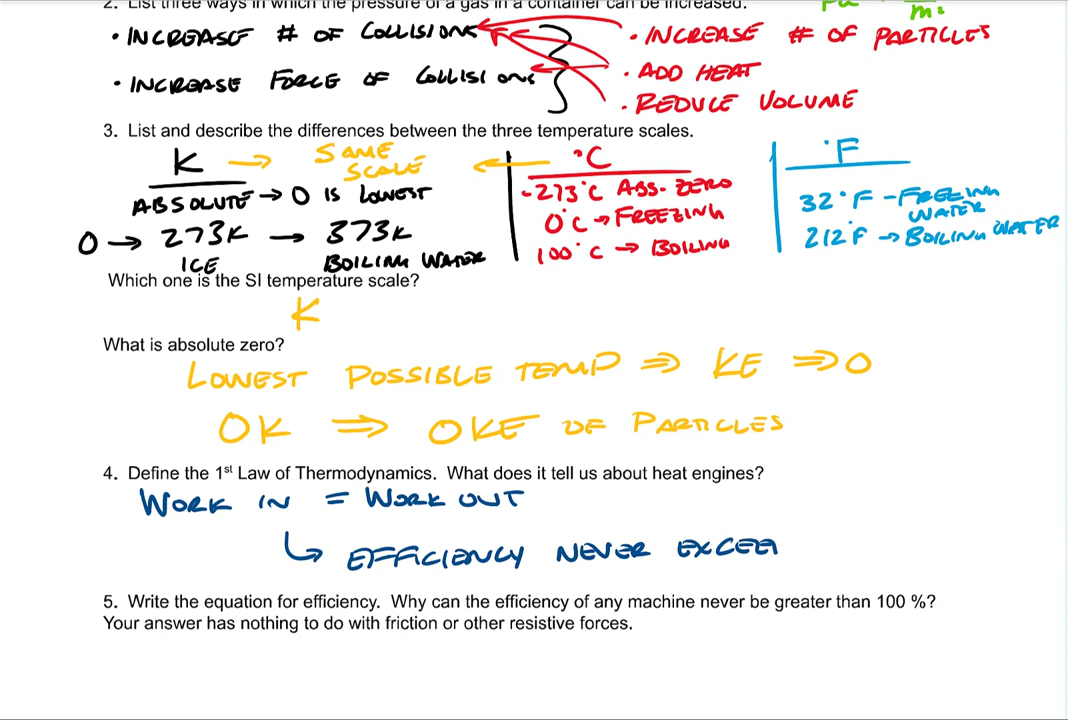 2. List three ways in which the pressure of a gas in a container can be increased.
Pa m²
• INCREASE # OF COLLISIONS
• INCREASE # OF PARTICLES
• ADD HEAT
• INCREASE FORCE OF COLLISIONS
• REDUCE VOLUME
3. List and describe the differences between the three temperature scales.
K → SAME SCALE ← °C
°F
ABSOLUTE → 0 IS LOWEST
-273°C ABS. ZERO
32°F - FREEZING WATER
0°C → FREEZING
0 → 273K → 373K
212°F → BOILING WATER
100°C → BOILING
ICE BOILING WATER
Which one is the SI temperature scale?
K
What is absolute zero?
LOWEST POSSIBLE TEMP ⇒ KE ⇒ 0
0K ⇒ 0KE OF PARTICLES
4. Define the 1st Law of Thermodynamics. What does it tell us about heat engines?
WORK IN = WORK OUT
↳ EFFICIENCY NEVER EXCEE
5. Write the equation for efficiency. Why can the efficiency of any machine never be greater than 100 %?
Your answer has nothing to do with friction or other resistive forces.